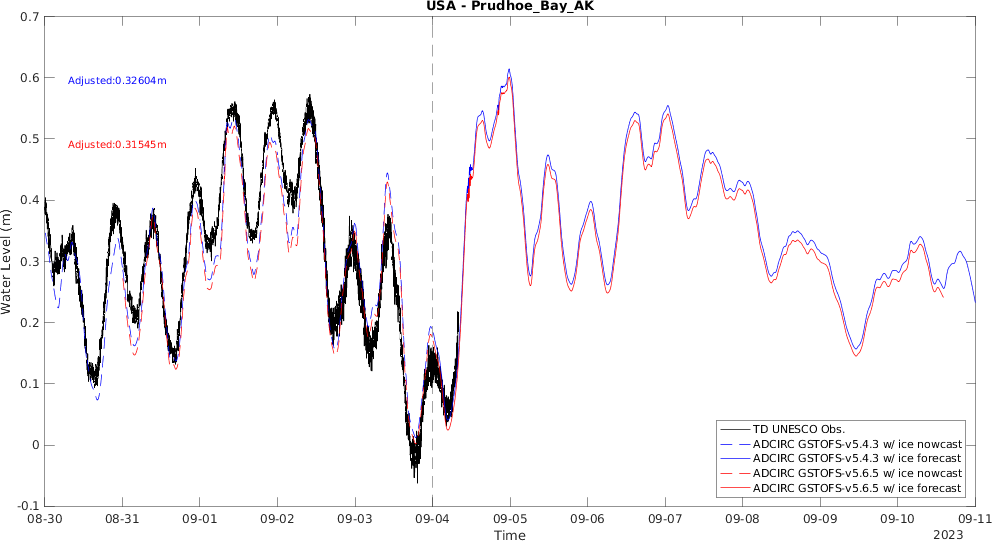 USA - Prudhoe_Bay_AK
0.7
0.6
0.5
0.4
0.3
0.2
0.1
0
-0.1
Water Level (m)
Adjusted:0.32604m
Adjusted:0.31545m
TD UNESCO Obs.
ADCIRC GSTOFS-v5.4.3 w/ ice nowcast
ADCIRC GSTOFS-v5.4.3 w/ ice forecast
ADCIRC GSTOFS-v5.6.5 w/ ice nowcast
ADCIRC GSTOFS-v5.6.5 w/ ice forecast
08-30 08-31 09-01 09-02 09-03 09-04 09-05 09-06 09-07 09-08 09-09 09-10 09-11
Time
2023